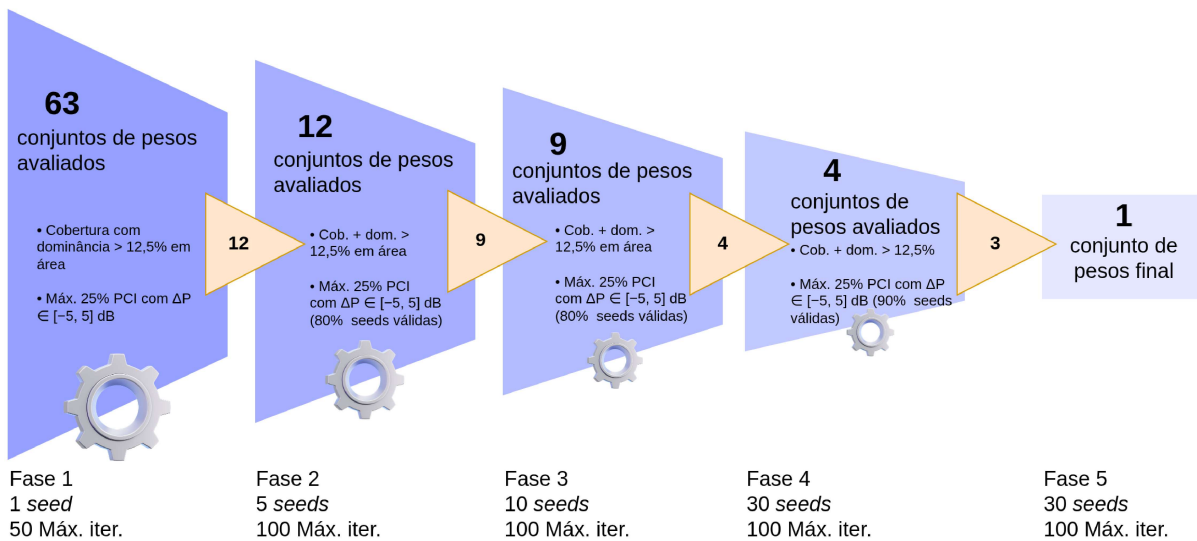 63
conjuntos de pesos
avaliados
• Cobertura com
dominância > 12,5% em
área
• Máx. 25% PCI com ΔP
∈ [−5, 5] dB
12
Fase 1
1 seed
50 Máx. iter.
12
conjuntos de pesos
avaliados
• Cob. + dom. >
12,5% em área
• Máx. 25% PCI
com ΔP ∈ [−5, 5] dB
(80% seeds válidas)
9
Fase 2
5 seeds
100 Máx. iter.
9
conjuntos de pesos
avaliados
• Cob. + dom. >
12,5% em área
• Máx. 25% PCI
com ΔP ∈ [−5, 5] dB
(80% seeds válidas)
4
Fase 3
10 seeds
100 Máx. iter.
4
conjuntos de
pesos avaliados
• Cob. + dom. > 12,5%
• Máx. 25% PCI com ΔP
∈ [−5, 5] dB (90% seeds
válidas)
3
Fase 4
30 seeds
100 Máx. iter.
1
conjunto de
pesos final
Fase 5
30 seeds
100 Máx. iter.